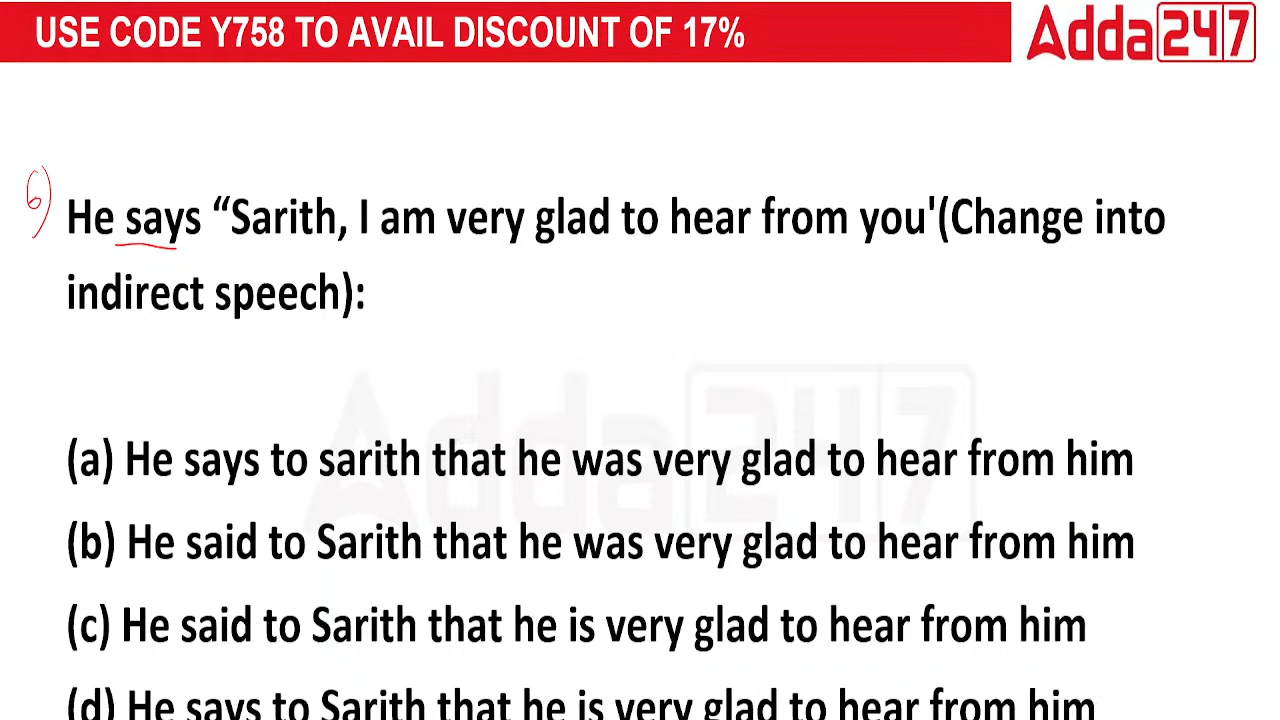 USE CODE Y758 TO AVAIL DISCOUNT OF 17%
Adda247
6)
He says “Sarith, I am very glad to hear from you'(Change into
indirect speech):
Adda247
(a) He says to sarith that he was very glad to hear from him
(b) He said to Sarith that he was very glad to hear from him
(c) He said to Sarith that he is very glad to hear from him
(d) He says to Sarith that he is very glad to hear from him